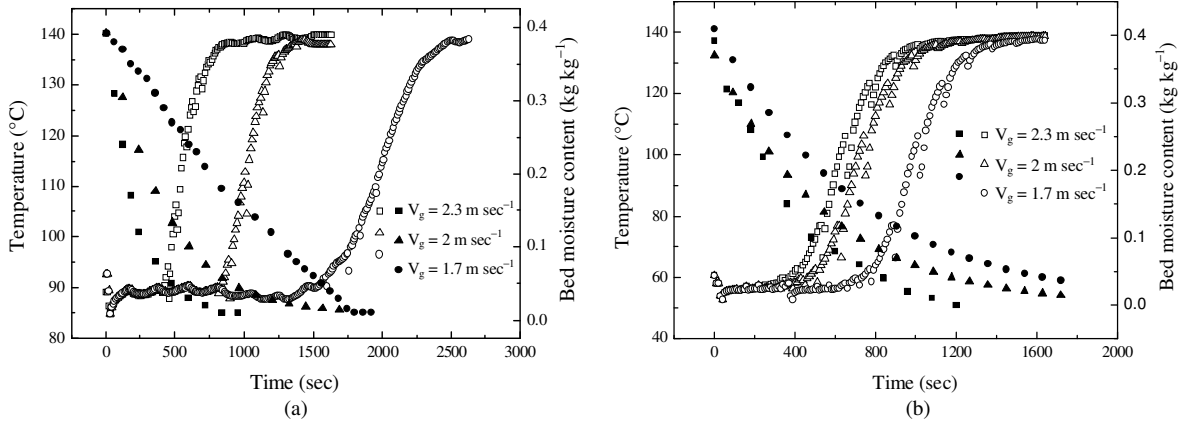 140
130
120
110
100
90
85
80
Temperature (°C)
0.4
0.3
0.2
0.1
0.0
Bed moisture content (kg kg⁻¹)
V_g = 2.3 m sec⁻¹
V_g = 2 m sec⁻¹
V_g = 1.7 m sec⁻¹
0 500 1000 1500 2000 2500 3000
Time (sec)
(a)
140
120
100
80
60
40
Temperature (°C)
0.4
0.3
0.2
0.1
0.0
Bed moisture content (kg kg⁻¹)
V_g = 2.3 m sec⁻¹
V_g = 2 m sec⁻¹
V_g = 1.7 m sec⁻¹
0 400 800 1200 1600 2000
Time (sec)
(b)